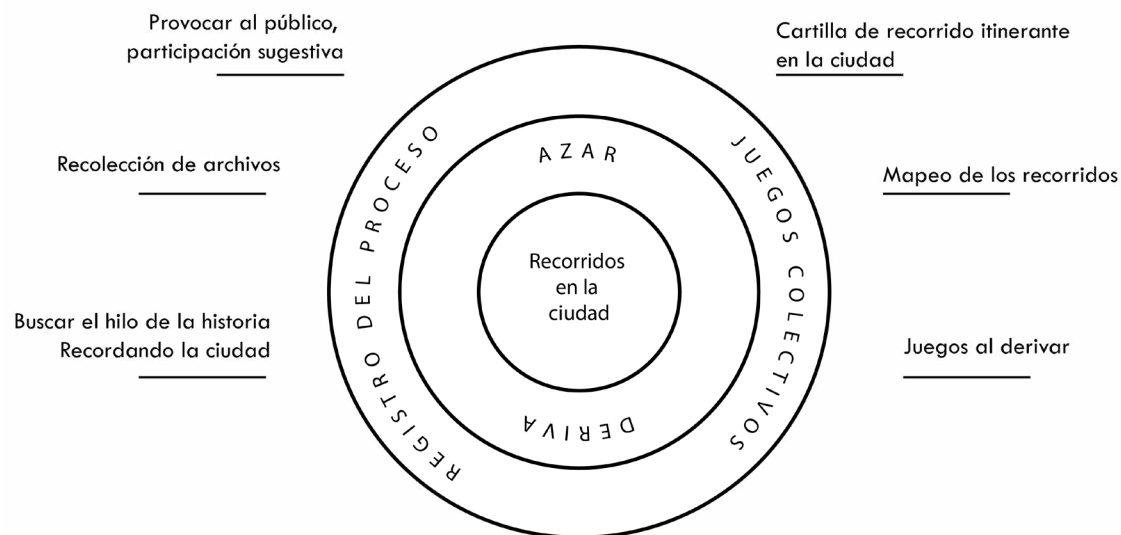 Provocar al público,
participación sugestiva
Recolección de archivos
Buscar el hilo de la historia
Recordando la ciudad
REGISTRO DEL PROCESO
AZAR
Recorridos
en la
ciudad
DERIVA
JUEGOS COLECTIVOS
Cartilla de recorrido itinerante
en la ciudad
Mapeo de los recorridos
Juegos al derivar